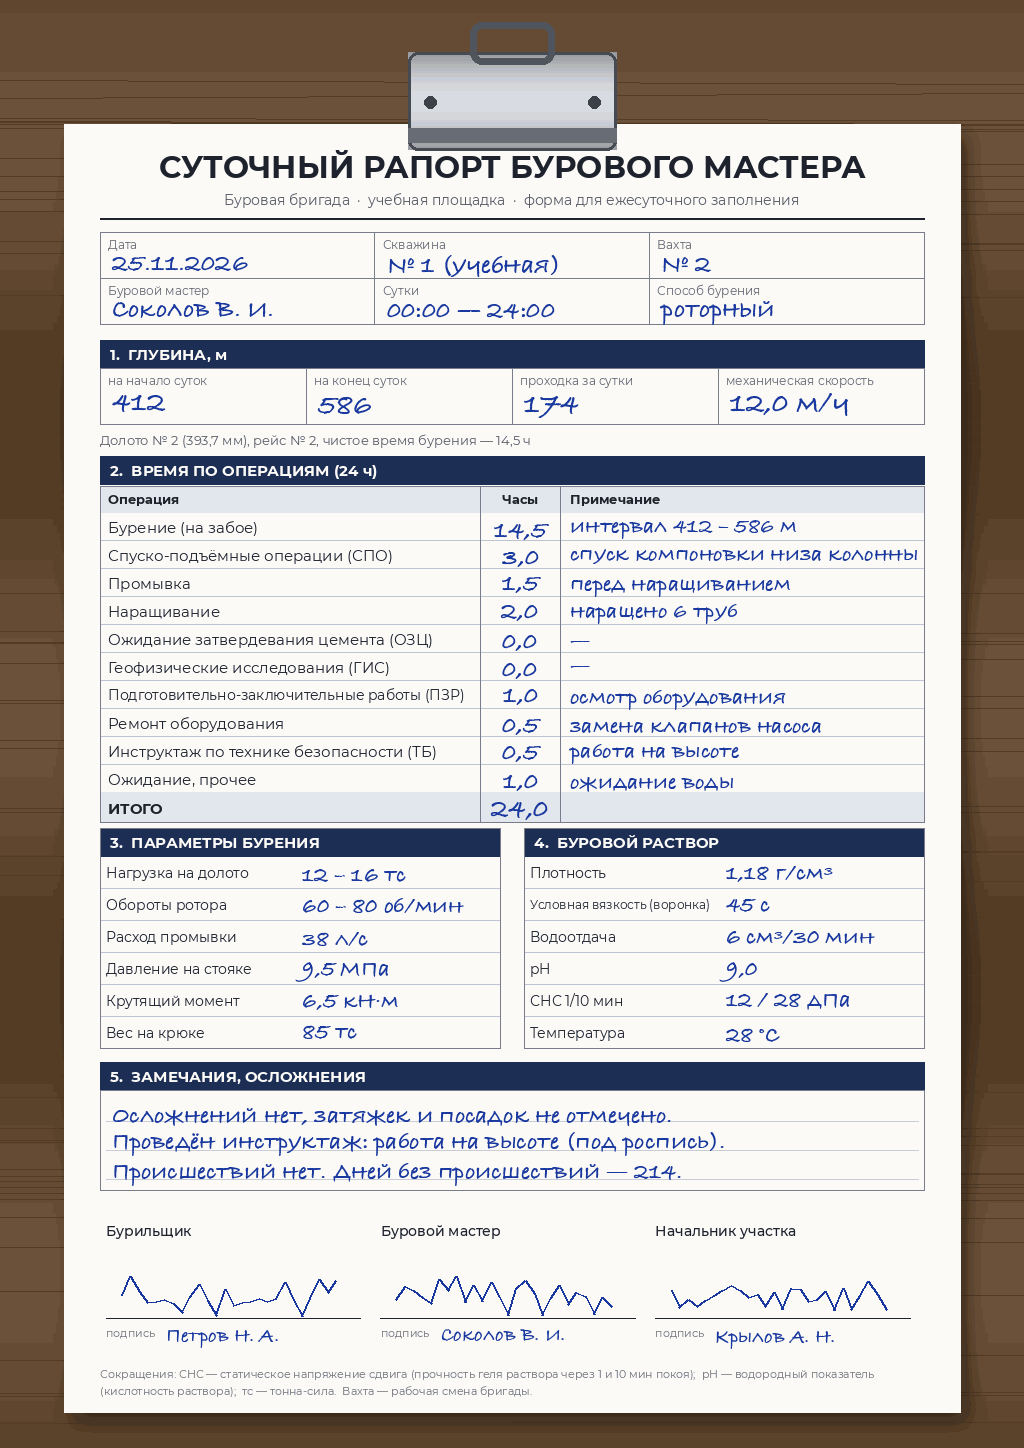 СУТОЧНЫЙ РАПОРТ БУРОВОГО МАСТЕРА
Буровая бригада · учебная площадка · форма для ежесуточного заполнения
Дата Скважина Вахта
25.11.2026 № 1 (учебная) № 2
Буровой мастер Сутки Способ бурения
Соколов В. И. 00:00 — 24:00 роторный
1. ГЛУБИНА, м
на начало суток на конец суток проходка за сутки механическая скорость
412 586 174 12,0 м/ч
Долото № 2 (393,7 мм), рейс № 2, чистое время бурения — 14,5 ч
2. ВРЕМЯ ПО ОПЕРАЦИЯМ (24 ч)
Операция Часы Примечание
Бурение (на забое) 14,5 интервал 412 – 586 м
Спуско-подъёмные операции (СПО) 3,0 спуск компоновки низа колонны
Промывка 1,5 перед наращиванием
Наращивание 2,0 наращено 6 труб
Ожидание затвердевания цемента (ОЗЦ) 0,0 —
Геофизические исследования (ГИС) 0,0 —
Подготовительно-заключительные работы (ПЗР) 1,0 осмотр оборудования
Ремонт оборудования 0,5 замена клапанов насоса
Инструктаж по технике безопасности (ТБ) 0,5 работа на высоте
Ожидание, прочее 1,0 ожидание воды
ИТОГО 24,0
3. ПАРАМЕТРЫ БУРЕНИЯ
Нагрузка на долото 12 – 16 тс
Обороты ротора 60 – 80 об/мин
Расход промывки 38 л/с
Давление на стояке 9,5 МПа
Крутящий момент 6,5 кН·м
Вес на крюке 85 тс
4. БУРОВОЙ РАСТВОР
Плотность 1,18 г/см³
Условная вязкость (воронка) 45 с
Водоотдача 6 см³/30 мин
pH 9,0
СНС 1/10 мин 12 / 28 дПа
Температура 28 °С
5. ЗАМЕЧАНИЯ, ОСЛОЖНЕНИЯ
Осложнений нет, затяжек и посадок не отмечено.
Проведён инструктаж: работа на высоте (под роспись).
Происшествий нет. Дней без происшествий — 214.
Бурильщик Буровой мастер Начальник участка
подпись Петров Н. А. подпись Соколов В. И. подпись Крылов А. Н.
Сокращения: СНС — статическое напряжение сдвига (прочность геля раствора через 1 и 10 мин покоя); pH — водородный показатель
(кислотность раствора); тс — тонна-сила. Вахта — рабочая смена бригады.